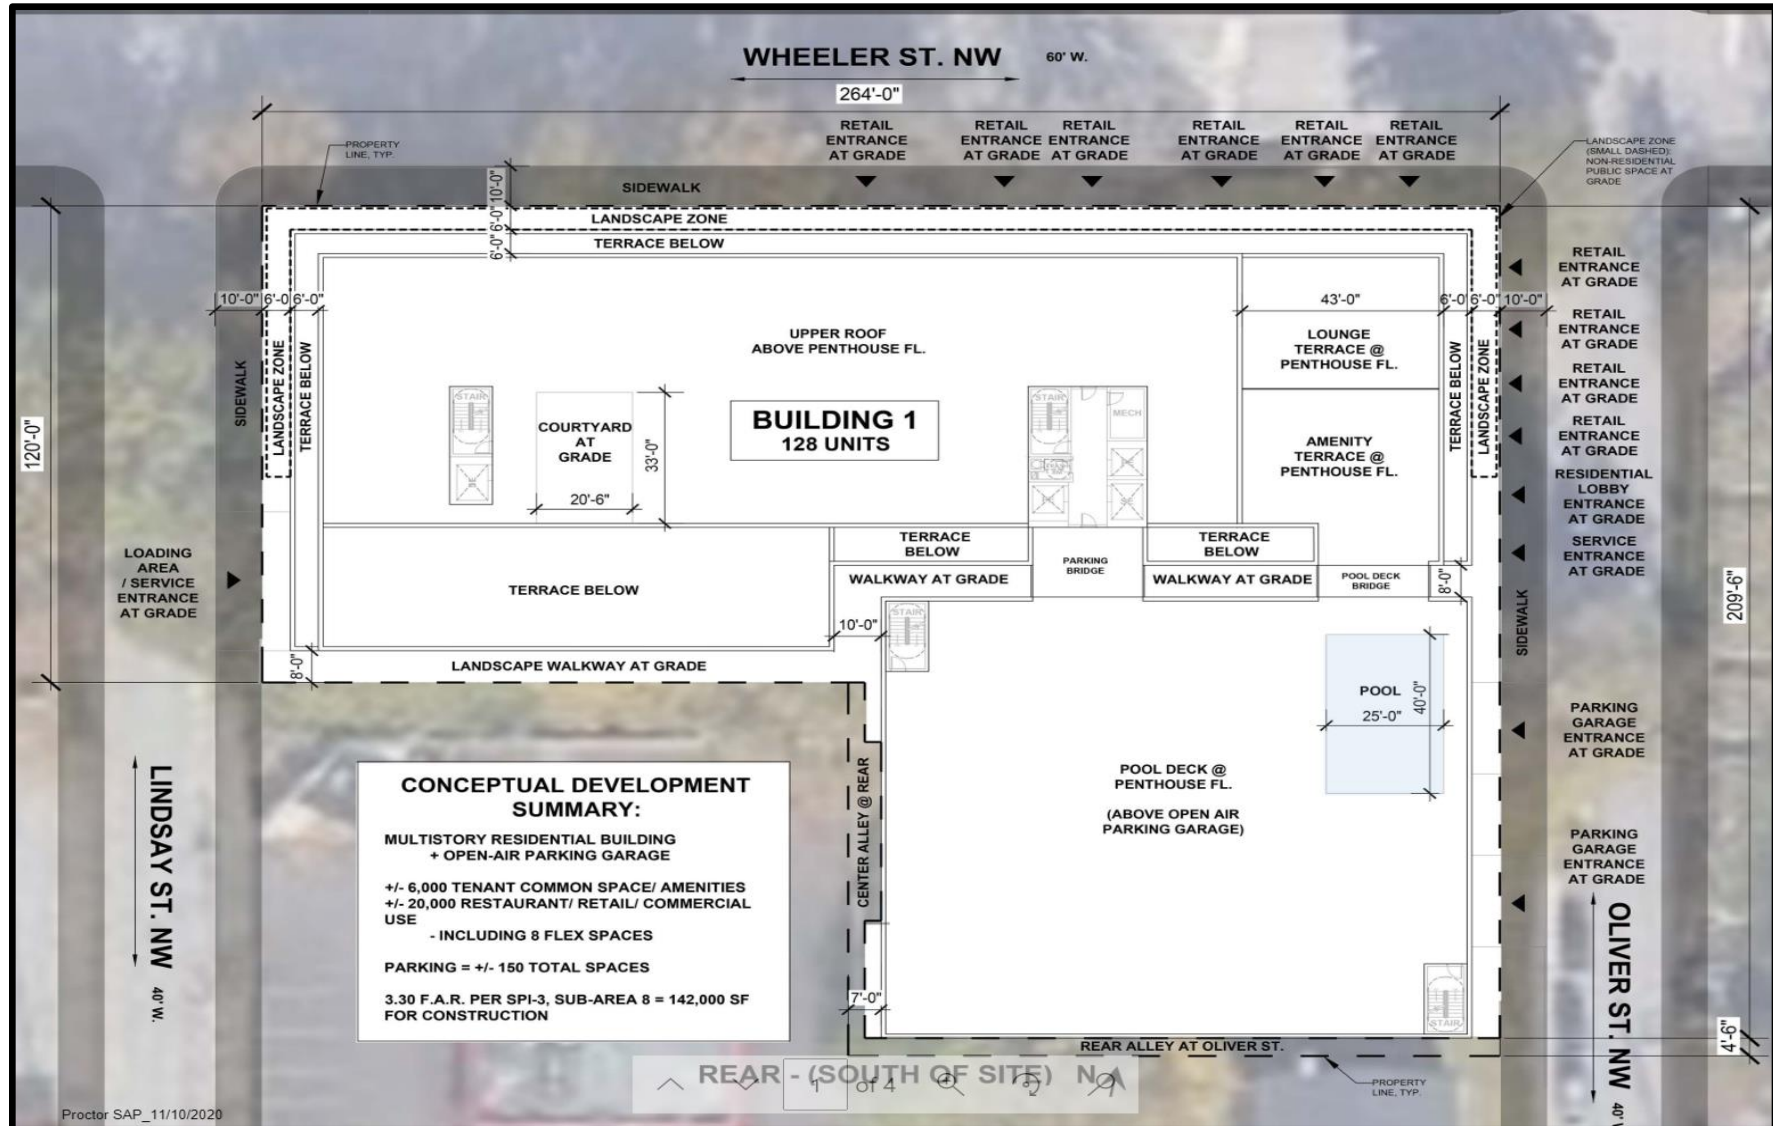 WHEELER ST. NW
60' W.
264'-0"
RETAIL
ENTRANCE
AT GRADE
RETAIL
ENTRANCE
AT GRADE
RETAIL
ENTRANCE
AT GRADE
RETAIL
ENTRANCE
AT GRADE
RETAIL
ENTRANCE
AT GRADE
RETAIL
ENTRANCE
AT GRADE
PROPERTY
LINE, TYP.
LANDSCAPE ZONE
(SMALL DASHED):
NON-RESIDENTIAL
PUBLIC SPACE AT
GRADE
SIDEWALK
10'-0"
6'-0"
6'-0"
LANDSCAPE ZONE
TERRACE BELOW
10'-0"
6'-0
6'-0"
43'-0"
6'-0'
6'-0"
10'-0"
UPPER ROOF
ABOVE PENTHOUSE FL.
LOUNGE
TERRACE @
PENTHOUSE FL.
RETAIL
ENTRANCE
AT GRADE
RETAIL
ENTRANCE
AT GRADE
RETAIL
ENTRANCE
AT GRADE
RETAIL
ENTRANCE
AT GRADE
RESIDENTIAL
LOBBY
ENTRANCE
AT GRADE
SERVICE
ENTRANCE
AT GRADE
120'-0"
SIDEWALK
LANDSCAPE ZONE
TERRACE BELOW
STAIR
COURTYARD
AT
GRADE
33'-0"
20'-6"
BUILDING 1
128 UNITS
STAIR
MECH
AMENITY
TERRACE @
PENTHOUSE FL.
TERRACE BELOW
LANDSCAPE ZONE
LOADING
AREA
/ SERVICE
ENTRANCE
AT GRADE
TERRACE BELOW
TERRACE
BELOW
PARKING
BRIDGE
TERRACE
BELOW
WALKWAY AT GRADE
WALKWAY AT GRADE
POOL DECK
BRIDGE
8'-0"
209'-6"
SIDEWALK
STAIR
10'-0"
8'-0"
LANDSCAPE WALKWAY AT GRADE
POOL
25'-0"
40'-0"
PARKING
GARAGE
ENTRANCE
AT GRADE
POOL DECK @
PENTHOUSE FL.
(ABOVE OPEN AIR
PARKING GARAGE)
PARKING
GARAGE
ENTRANCE
AT GRADE
CENTER ALLEY @ REAR
LINDSAY ST. NW
40' W.
CONCEPTUAL DEVELOPMENT
SUMMARY:
MULTISTORY RESIDENTIAL BUILDING
+ OPEN-AIR PARKING GARAGE
+/- 6,000 TENANT COMMON SPACE/ AMENITIES
+/- 20,000 RESTAURANT/ RETAIL/ COMMERCIAL
USE
- INCLUDING 8 FLEX SPACES
PARKING = +/- 150 TOTAL SPACES
3.30 F.A.R. PER SPI-3, SUB-AREA 8 = 142,000 SF
FOR CONSTRUCTION
7'-0"
STAIR
OLIVER ST. NW
40'
4'-6"
REAR ALLEY AT OLIVER ST.
REAR - (SOUTH OF SITE)
N
1
of 4
PROPERTY
LINE, TYP.
Proctor SAP_11/10/2020